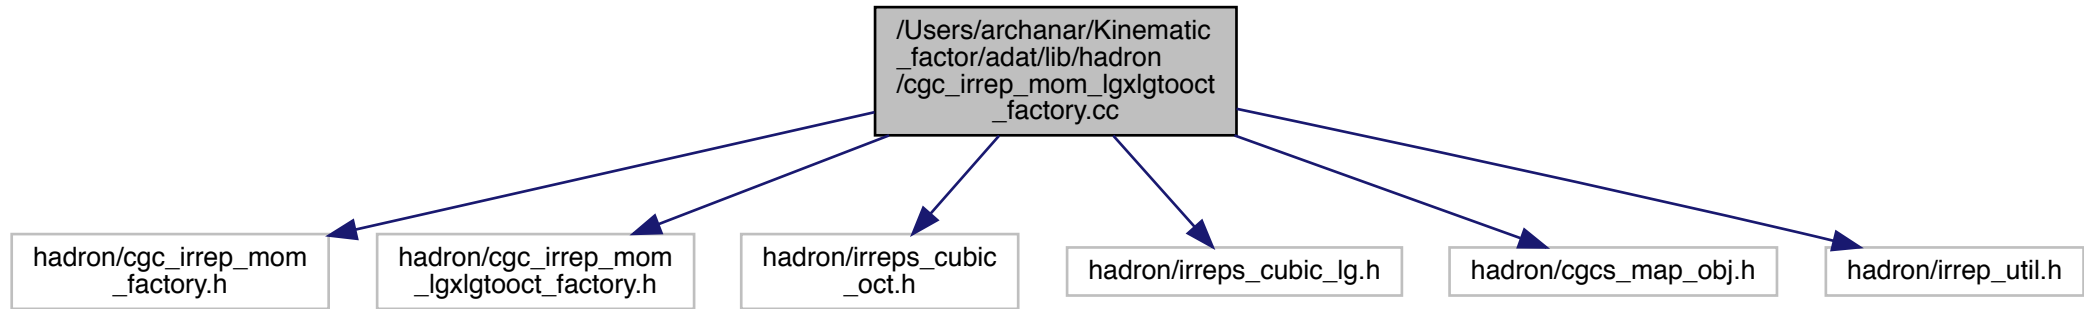 /Users/archanar/Kinematic
_factor/adat/lib/hadron
/cgc_irrep_mom_lgxlgtooct
_factory.cc
hadron/cgc_irrep_mom
_factory.h
hadron/cgc_irrep_mom
_lgxlgtooct_factory.h
hadron/irreps_cubic
_oct.h
hadron/irreps_cubic_lg.h
hadron/cgcs_map_obj.h
hadron/irrep_util.h